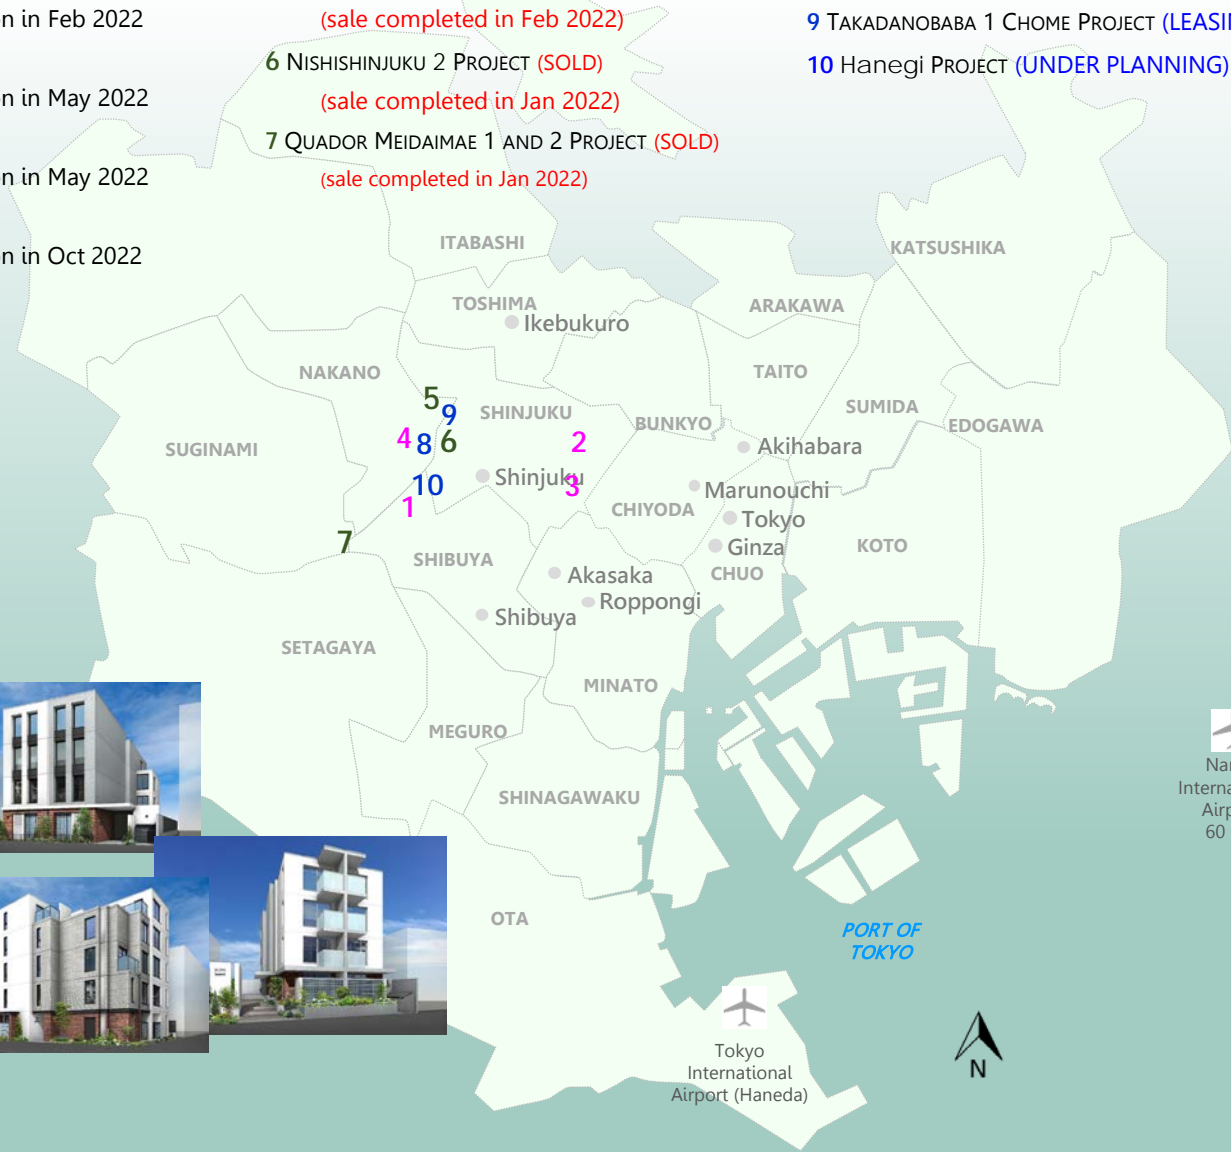 n in Feb 2022
n in May 2022
n in May 2022
n in Oct 2022
(sale completed in Feb 2022)
6 NISHISHINJUKU 2 PROJECT (SOLD)
(sale completed in Jan 2022)
7 QUADOR MEIDAIMAE 1 AND 2 PROJECT (SOLD)
(sale completed in Jan 2022)
9 TAKADANOBABA 1 CHOME PROJECT (LEASI
10 Hanegi PROJECT (UNDER PLANNING)
ITABASHI
KATSUSHIKA
TOSHIMA
ARAKAWA
Ikebukuro
NAKANO
TAITO
5
9
SHINJUKU
SUMIDA
BUNKYO
EDOGAWA
4
8
6
2
SUGINAMI
Akihabara
Shinjuku
10
3
Marunouchi
1
CHIYODA
Tokyo
7
Ginza
KOTO
SHIBUYA
CHUO
Akasaka
Roppongi
Shibuya
SETAGAYA
MINATO
MEGURO
SHINAGAWAKU
Nar
Interna
Airp
60
OTA
PORT OF
TOKYO
N
Tokyo
International
Airport (Haneda)